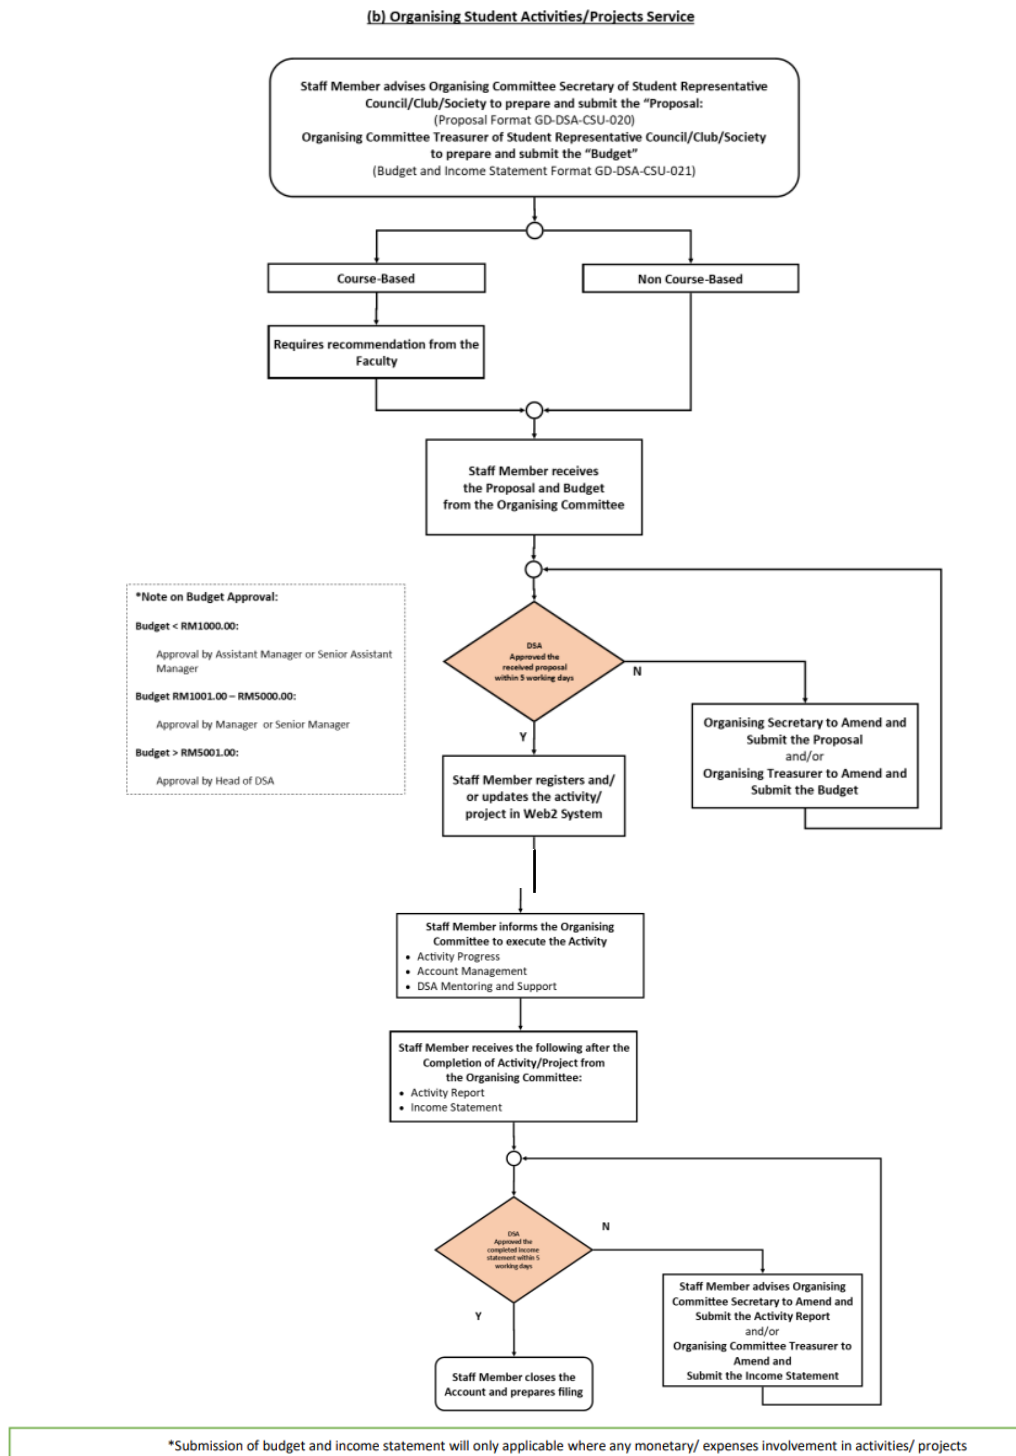 (b) Organising Student Activities/Projects Service
Staff Member advises Organising Committee Secretary of Student Representative
Council/Club/Society to prepare and submit the “Proposal:
(Proposal Format GD-DSA-CSU-020)
Organising Committee Treasurer of Student Representative Council/Club/Society
to prepare and submit the “Budget”
(Budget and Income Statement Format GD-DSA-CSU-021)
Course-Based
Non Course-Based
Requires recommendation from the
Faculty
Staff Member receives
the Proposal and Budget
from the Organising Committee
*Note on Budget Approval:
Budget < RM1000.00:
Approval by Assistant Manager or Senior Assistant
Manager
Budget RM1001.00 – RM5000.00:
Approval by Manager or Senior Manager
Budget > RM5001.00:
Approval by Head of DSA
DSA
Approved the
received proposal
within 5 working days
N
Y
Organising Secretary to Amend and
Submit the Proposal
and/or
Organising Treasurer to Amend and
Submit the Budget
Staff Member registers and/
or updates the activity/
project in Web2 System
Staff Member informs the Organising
Committee to execute the Activity
• Activity Progress
• Account Management
• DSA Mentoring and Support
Staff Member receives the following after the
Completion of Activity/Project from
the Organising Committee:
• Activity Report
• Income Statement
DSA
Approved the
completed income
statement within 5
working days
N
Y
Staff Member advises Organising
Committee Secretary to Amend and
Submit the Activity Report
and/or
Organising Committee Treasurer to
Amend and
Submit the Income Statement
Staff Member closes the
Account and prepares filing
*Submission of budget and income statement will only applicable where any monetary/ expenses involvement in activities/ projects